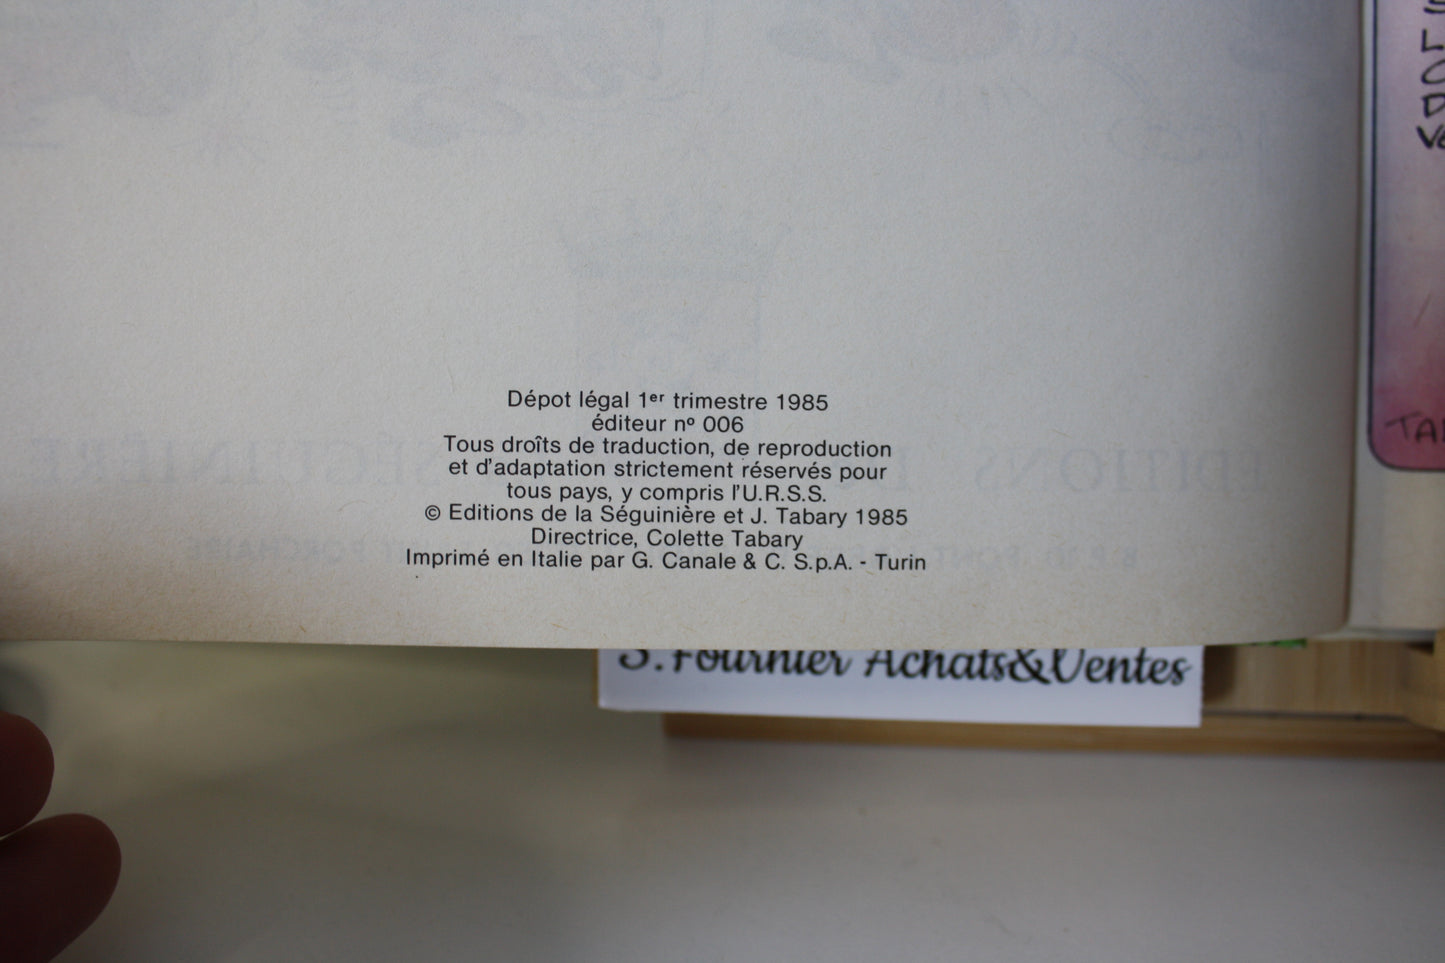 Dépot légal 1er trimestre 1985
éditeur nº 006
Tous droîts de traduction, de reproduction
et d'adaptation strictement réservés pour
tous pays, y compris l'U.R.S.S.
© Editions de la Séguinière et J. Tabary 1985
Directrice, Colette Tabary
Imprimé en Italie par G. Canale & C. S.p.A. - Turin
S. Fournier Achats&Ventes